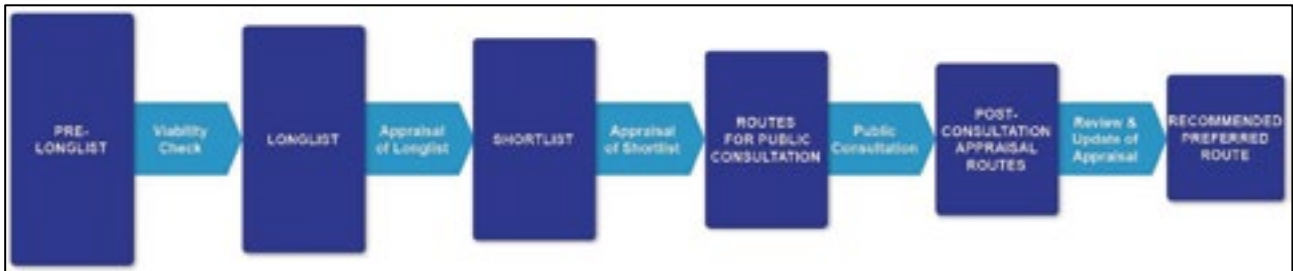 PRE-
LONGLIST
Viability
Check
LONGLIST
Appraisal
of Longlist
SHORTLIST
Appraisal
of Shortlist
ROUTES
FOR PUBLIC
CONSULTATION
Public
Consultation
POST-
CONSULTATION
APPRAISAL
ROUTES
Review &
Update of
Appraisal
RECOMMENDED
PREFERRED
ROUTE